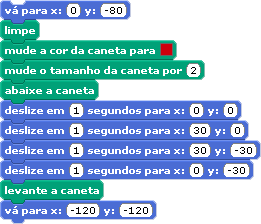 vá para x: 0 y: -80
limpe
mude a cor da caneta para
mude o tamanho da caneta por 2
abaixe a caneta
deslize em 1 segundos para x: 0 y: 0
deslize em 1 segundos para x: 30 y: 0
deslize em 1 segundos para x: 30 y: -30
deslize em 1 segundos para x: 0 y: -30
levante a caneta
vá para x: -120 y: -120